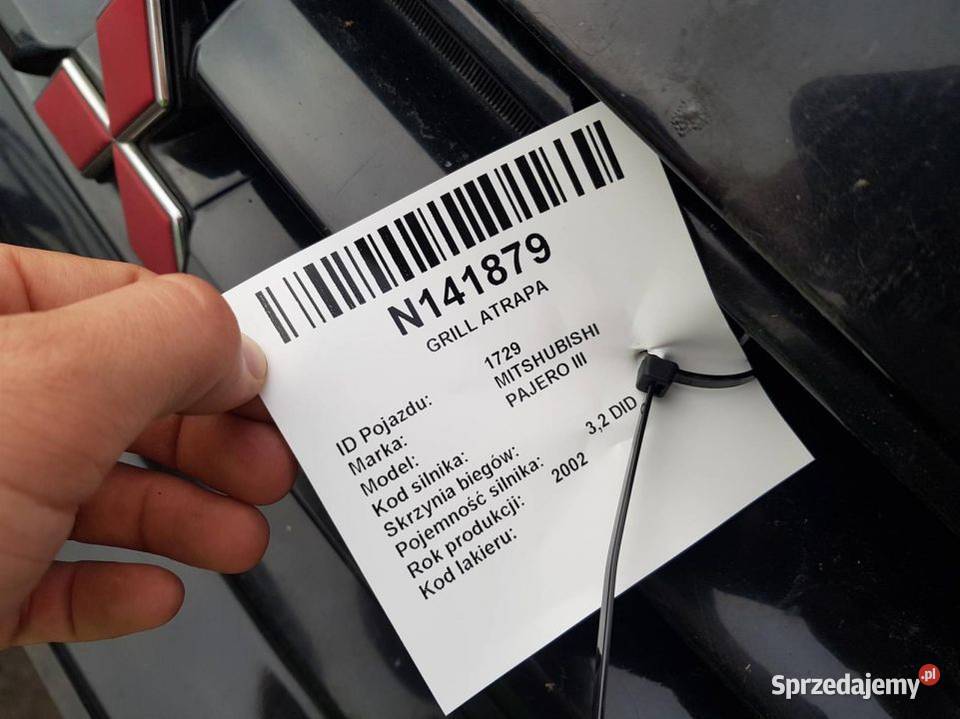 N141879
GRILL ATRAPA
ID Pojazdu: 1729
Marka: MITSHUBISHI
Model: PAJERO III
Kod silnika:
Skrzynia biegów:
Pojemność silnika: 3,2 DID
Rok produkcji: 2002
Kod lakieru:
Sprzedajemy.pl